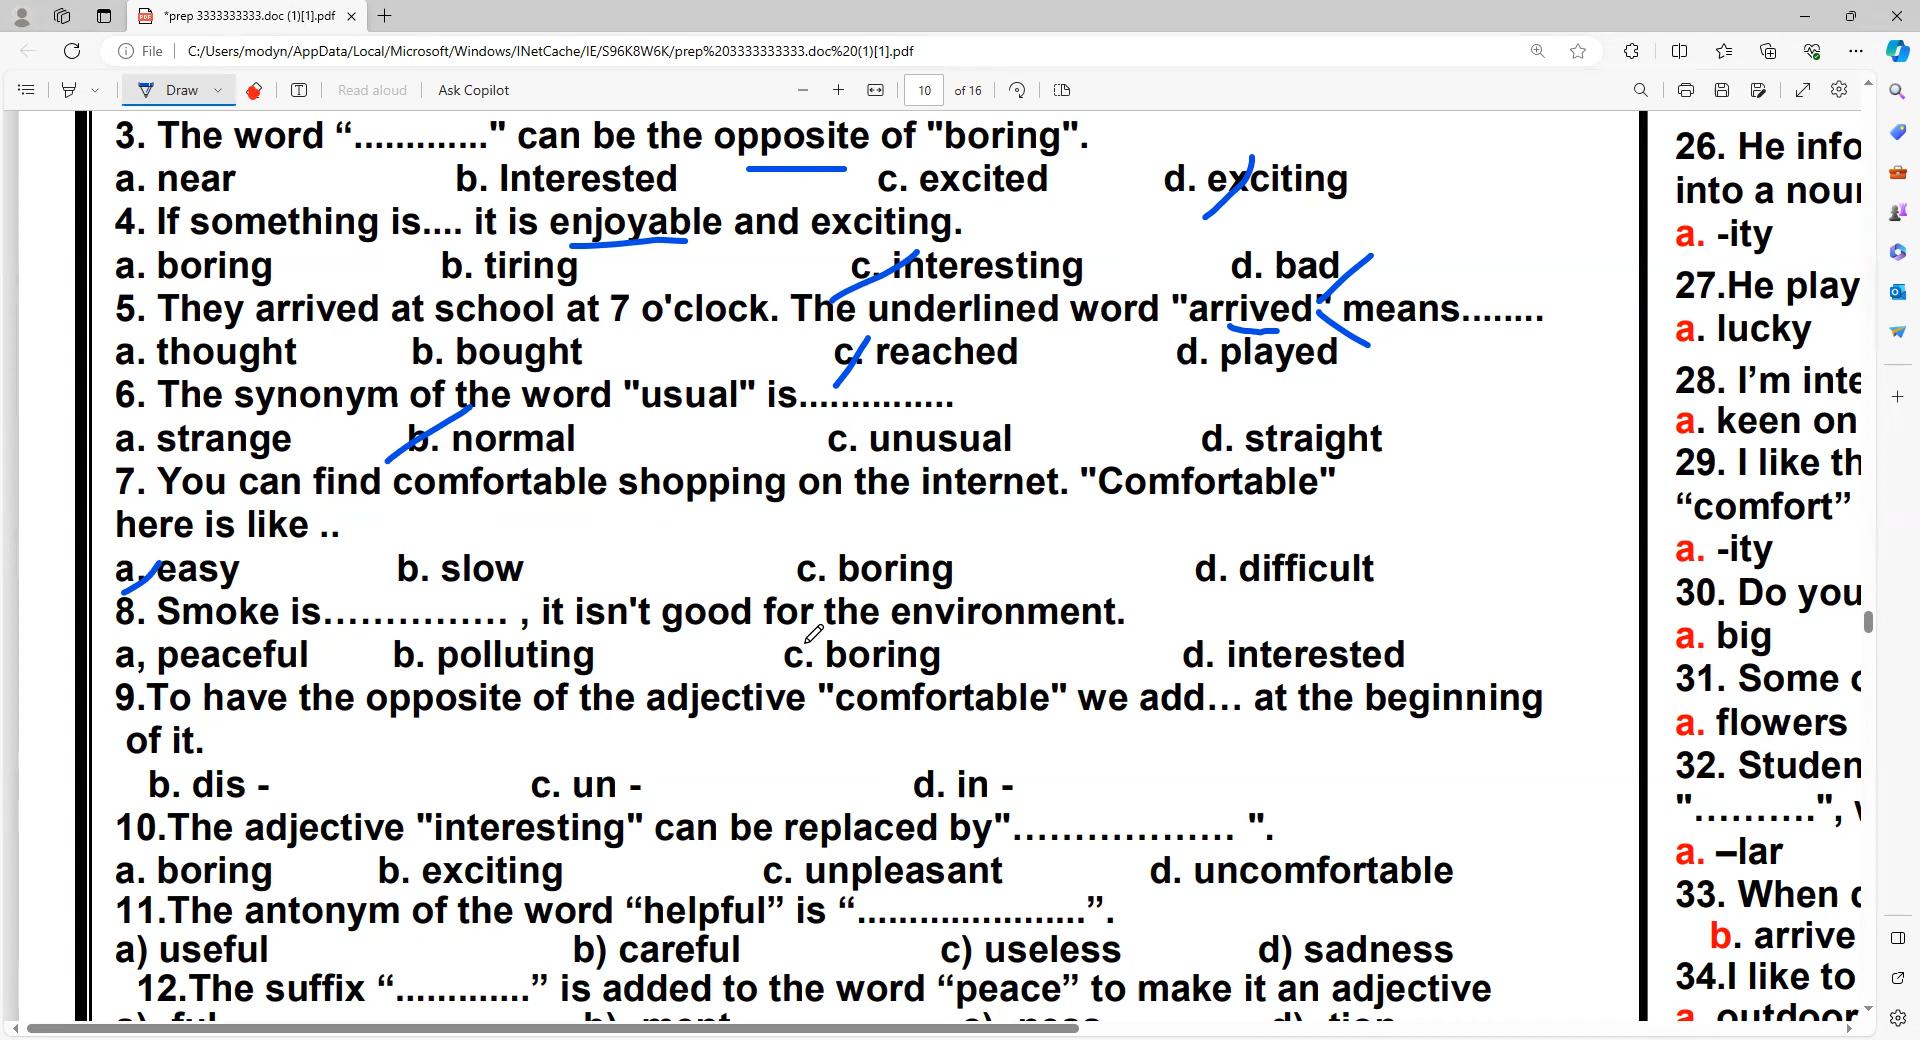 *prep 3333333333.doc (1)[1].pdf
File C:/Users/modyn/AppData/Local/Microsoft/Windows/INetCache/IE/S96K8W6K/prep%203333333333.doc%20(1)[1].pdf
Draw Read aloud Ask Copilot 10 of 16
3. The word “............." can be the opposite of "boring".
a. near b. Interested c. excited d. exciting
4. If something is.... it is enjoyable and exciting.
a. boring b. tiring c. interesting d. bad
5. They arrived at school at 7 o'clock. The underlined word "arrived" means........
a. thought b. bought c. reached d. played
6. The synonym of the word "usual" is...............
a. strange b. normal c. unusual d. straight
7. You can find comfortable shopping on the internet. "Comfortable"
here is like ..
a. easy b. slow c. boring d. difficult
8. Smoke is…………… , it isn't good for the environment.
a, peaceful b. polluting c. boring d. interested
9.To have the opposite of the adjective "comfortable" we add… at the beginning
of it.
b. dis - c. un - d. in -
10.The adjective "interesting" can be replaced by"……………… ".
a. boring b. exciting c. unpleasant d. uncomfortable
11.The antonym of the word “helpful” is “......................”.
a) useful b) careful c) useless d) sadness
12.The suffix “.............” is added to the word “peace” to make it an adjective
26. He info
into a nou
a. -ity
27.He play
a. lucky
28. I’m inte
a. keen on
29. I like th
“comfort”
a. -ity
30. Do you
a. big
31. Some
a. flowers
32. Studen
"……….",
a. –lar
33. When
b. arrive
34.I like to
a. outdoor